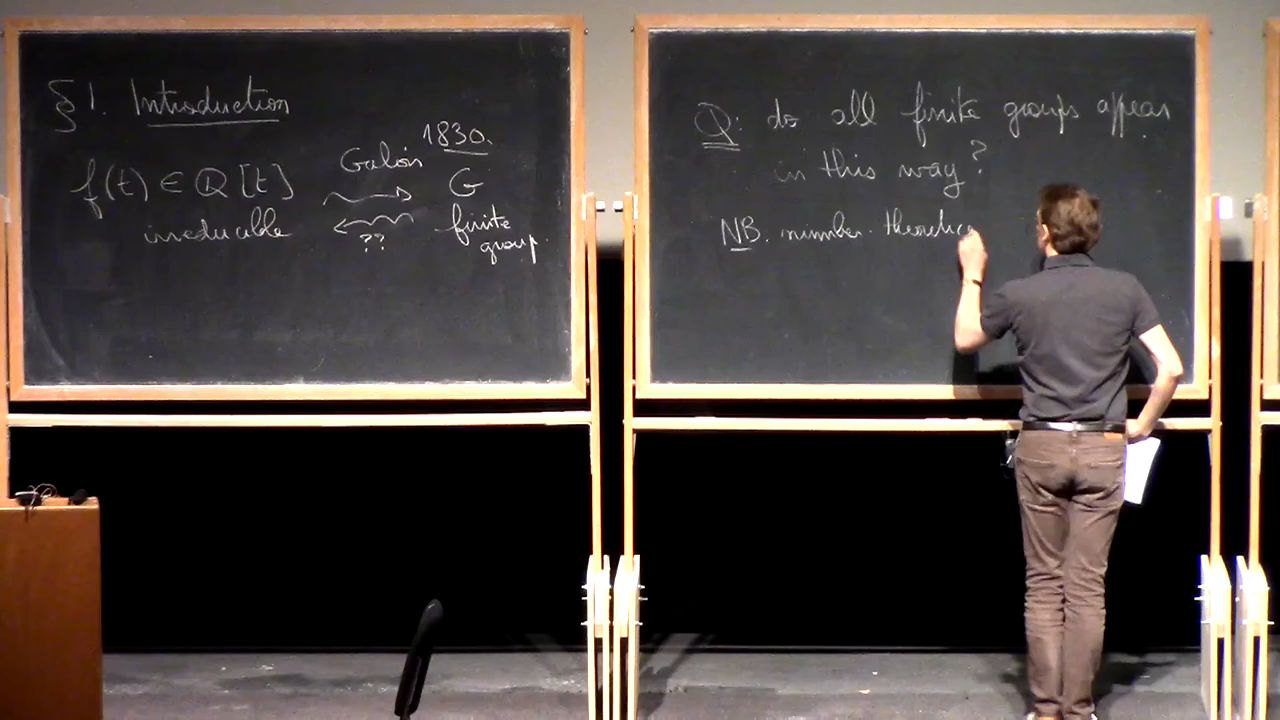 § 1. Introduction
f(t) ∈ Q[t]
irreducible
Galois 1830.
??
G
finite
group.
Q: do all finite groups appear
in this way?
NB. number-theoretic